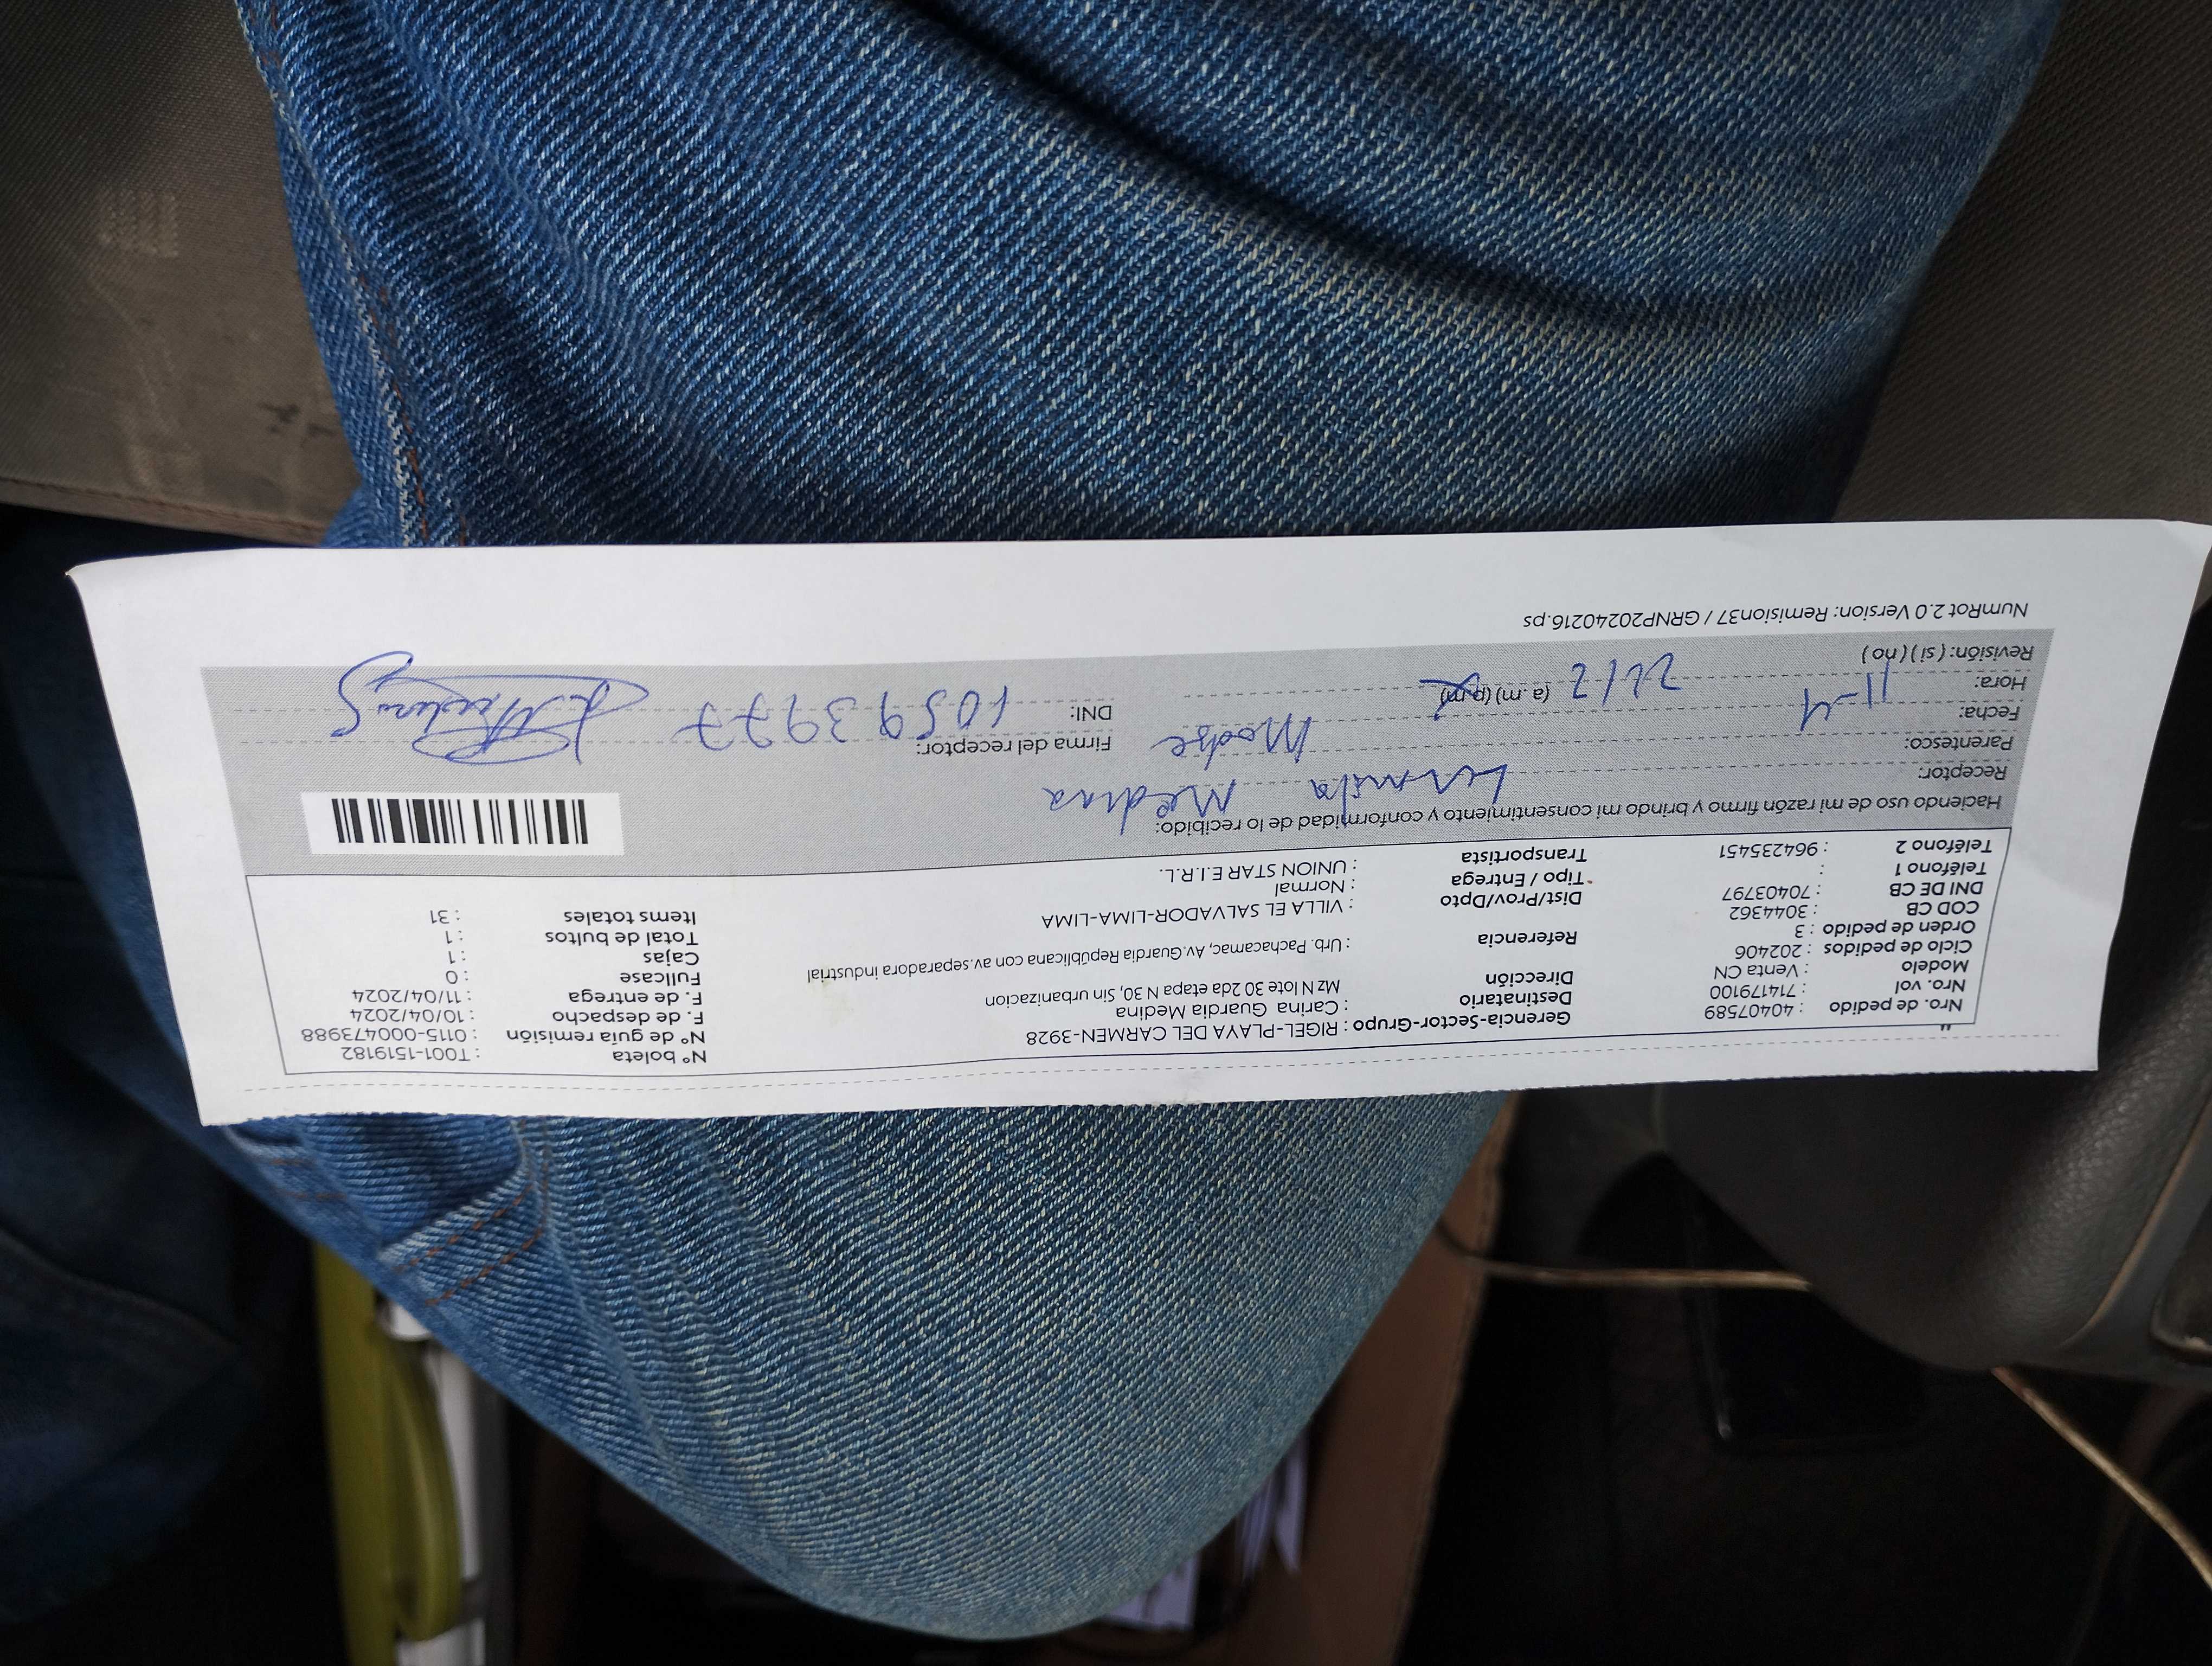 Nro. de pedido : 40407589
Nro. vol : 714179100
Modelo : Venta CN
Ciclo de pedidos : 202406
Orden de pedido : 3
COD CB : 3044362
DNI DE CB : 70403797
Teléfono 1 :
Teléfono 2 : 964235451
Gerencia-Sector-Grupo : RIGEL-PLAYA DEL CARMEN-3928
Destinatario : Carina Guardia Medina
Dirección Mz N lote 30 2da etapa N 30, Sin urbanizacion
Referencia : Urb. Pachacamac, Av.Guardia Repúblicana con av.separadora industrial
Dist/Prov/Dpto : VILLA EL SALVADOR-LIMA-LIMA
Tipo / Entrega : Normal
Transportista : UNION STAR E.I.R.L.
Nº boleta : T001-1519182
Nº de guía remisión : 0115-000473988
F. de despacho : 10/04/2024
F. de entrega : 11/04/2024
Fullcase : 0
Cajas : 1
Total de bultos : 1
Items totales : 31
Haciendo uso de mi razón firmo y brindo mi consentimiento y conformidad de lo recibido:
Receptor: Medina
Parentesco: Madre
Fecha: 11-4
Hora: (a.m) (p.m)
Revisión: ( si ) ( no )
Firma del receptor:
DNI: 10593977
NumRot 2.0 Version: Remision37 / GRNP20240216.ps